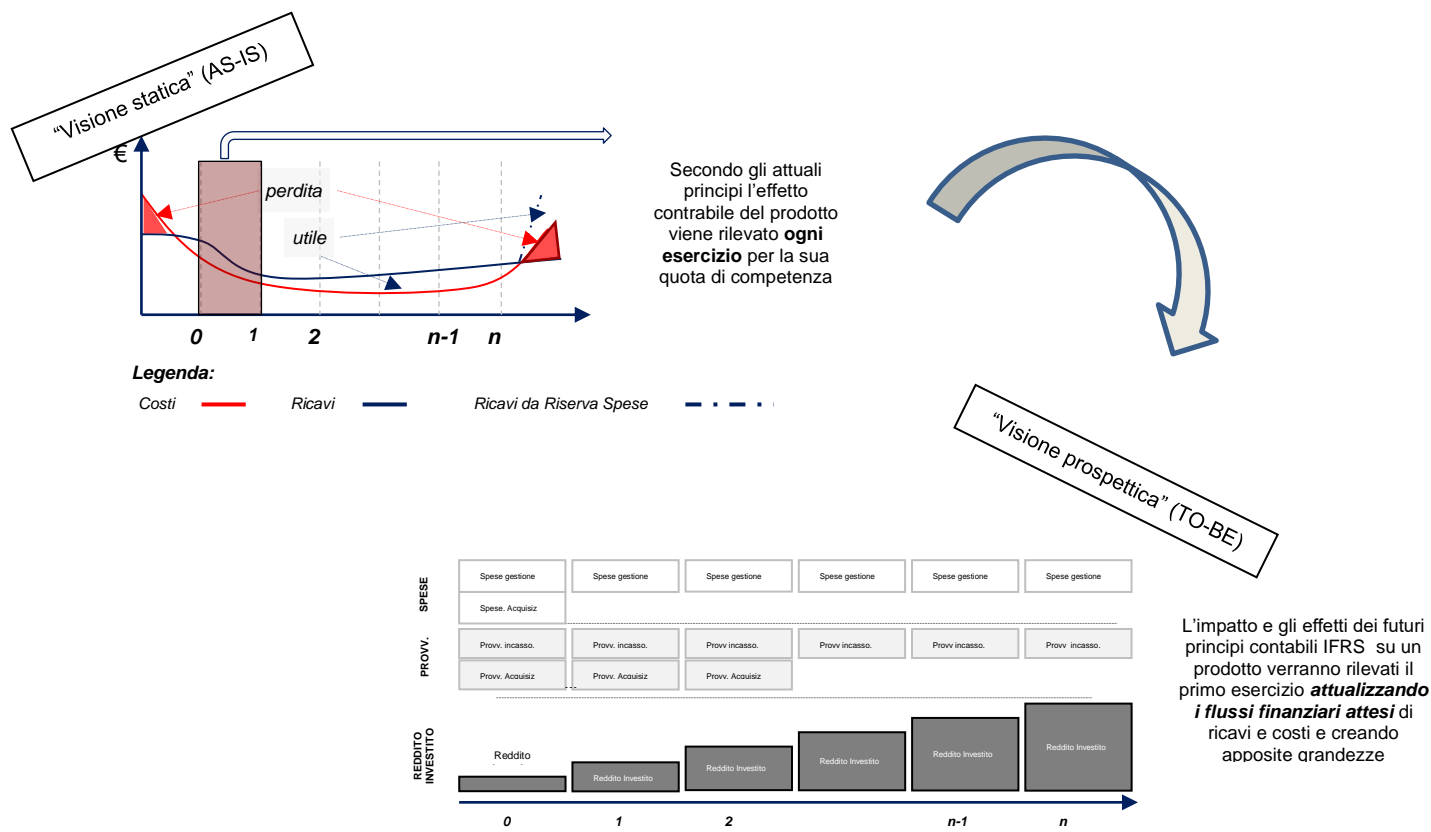 “Visione statica” (AS-IS)
€
perdita
utile
0 1 2 n-1 n
Secondo gli attuali
principi l’effetto
contrabile del prodotto
viene rilevato ogni
esercizio per la sua
quota di competenza
Legenda:
Costi Ricavi Ricavi da Riserva Spese
“Visione prospettica” (TO-BE)
SPESE
Spese gestione Spese gestione Spese gestione Spese gestione Spese gestione Spese gestione
Spese. Acquisiz
PROVV.
Provv. incasso. Provv. incasso. Provv. incasso. Provv incasso. Provv incasso. Provv incasso.
Provv. Acquisiz Provv. Acquisiz Provv. Acquisiz
REDDITO
INVESTITO
Reddito
Reddito Investito Reddito Investito Reddito Investito Reddito Investito Reddito Investito
0 1 2 n-1 n
L’impatto e gli effetti dei futuri
principi contabili IFRS su un
prodotto verranno rilevati il
primo esercizio attualizzando
i flussi finanziari attesi di
ricavi e costi e creando
apposite grandezze